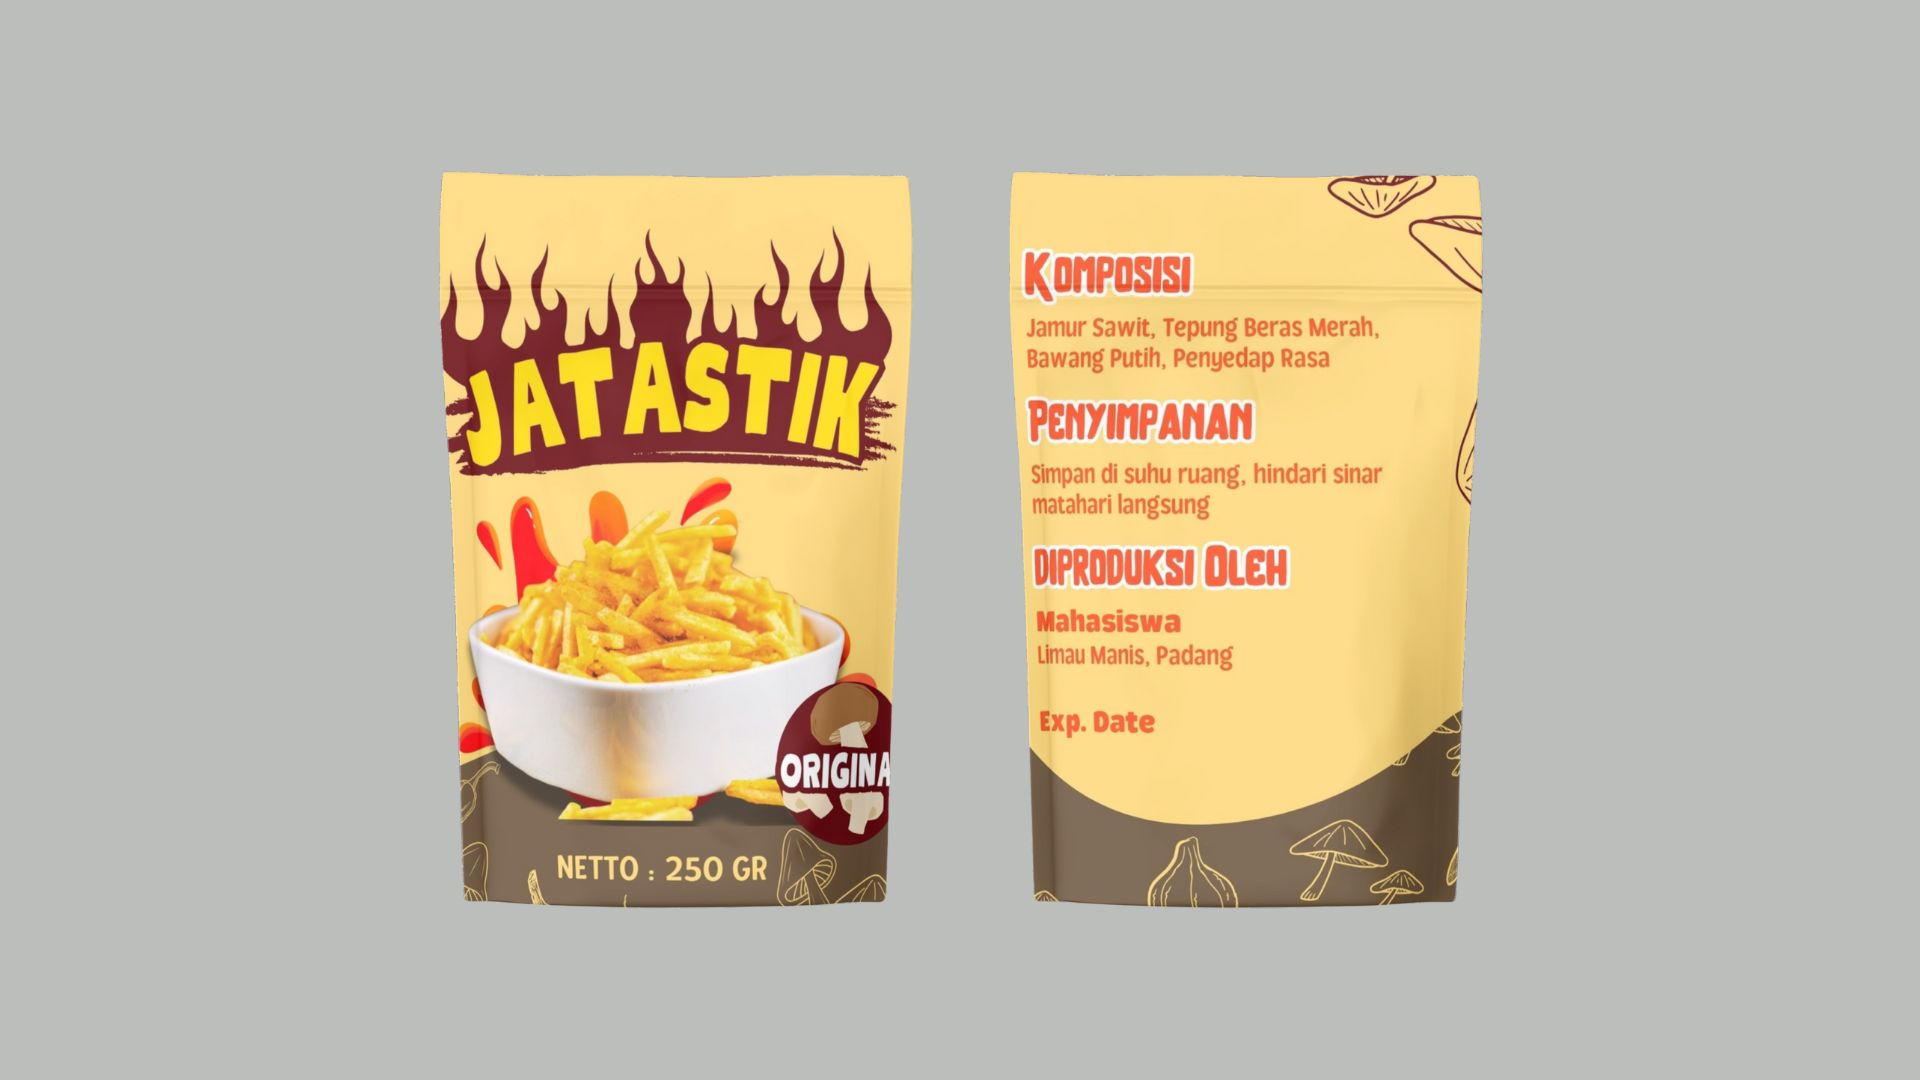 JATASTIK
ORIGINA
NETTO : 250 GR
KOMPOSISI
Jamur Sawit, Tepung Beras Merah,
Bawang Putih, Penyedap Rasa
PENYIMPANAN
Simpan di suhu ruang, hindari sinar
matahari langsung
DIPRODUKSI OLEH
Mahasiswa
Limau Manis, Padang
Exp. Date